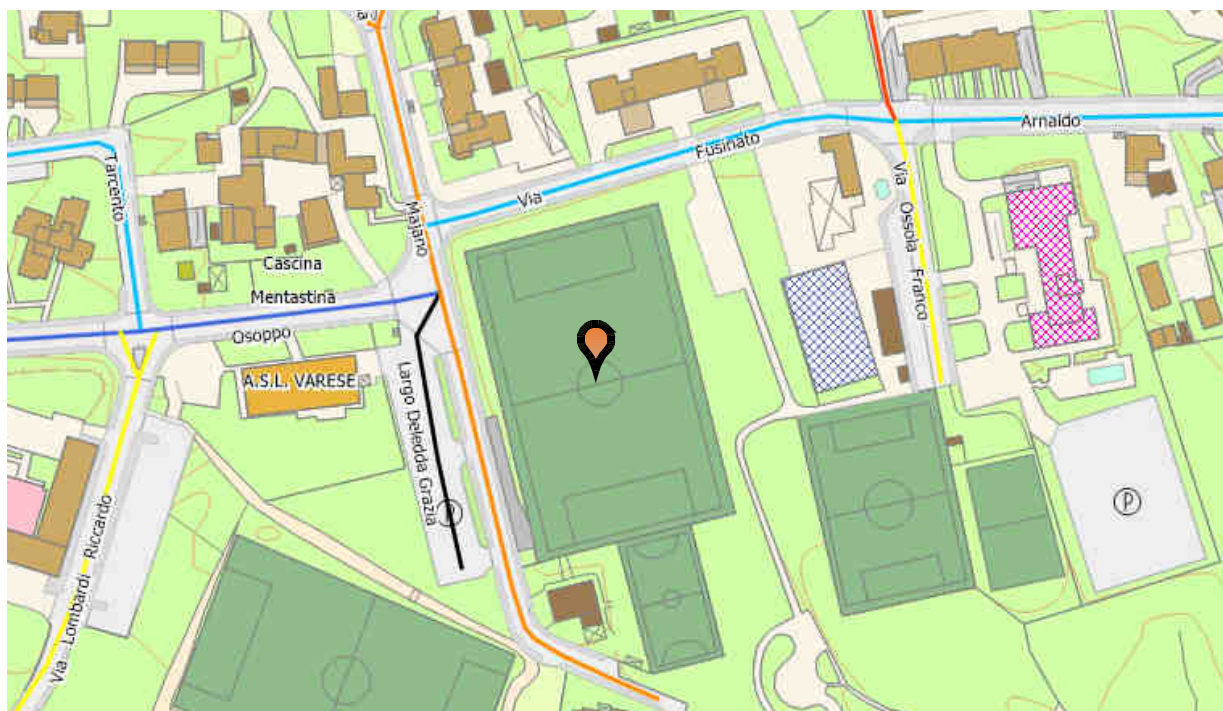 Arnaldo
Fusinato
Via
Tarcento
Majano
Via Ossola Franco
Cascina
Mentastina
Osoppo
A.S.L. VARESE
Largo Deledda Grazia
P
P
Via Lombardi Riccardo